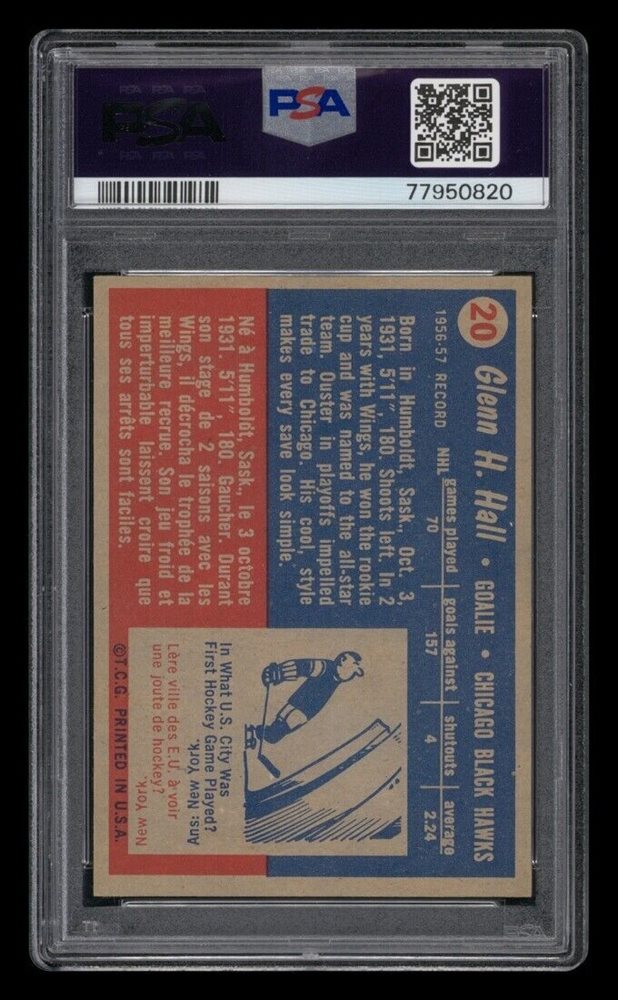 PSA
PSA
77950820
20 Glenn H. Hall • GOALIE • CHICAGO BLACK HAWKS
1956-57 RECORD NHL games played goals against shutouts average
70 157 4 2.24
Born in Humboldt, Sask., Oct. 3,
1931, 5'11", 180. Shoots left. In 2
years with Wings, he won the rookie
cup and was named to the all-star
team. Ouster in playoffs impelled
trade to Chicago. His cool, style
makes every save look simple.
Né à Humboldt, Sask., le 3 octobre
1931. 5'11", 180. Gaucher. Durant
son stage de 2 saisons avec les
Wings, il décrocha le trophée de la
meilleure recrue. Son jeu froid et
imperturbable laissent croire que
tous ses arrêts sont faciles.
In What U.S. City Was
First Hockey Game Played?
Ans: New York.
Lère ville des E.U. à voir
une joute de hockey?
New York.
©T.C.G. PRINTED IN U.S.A.